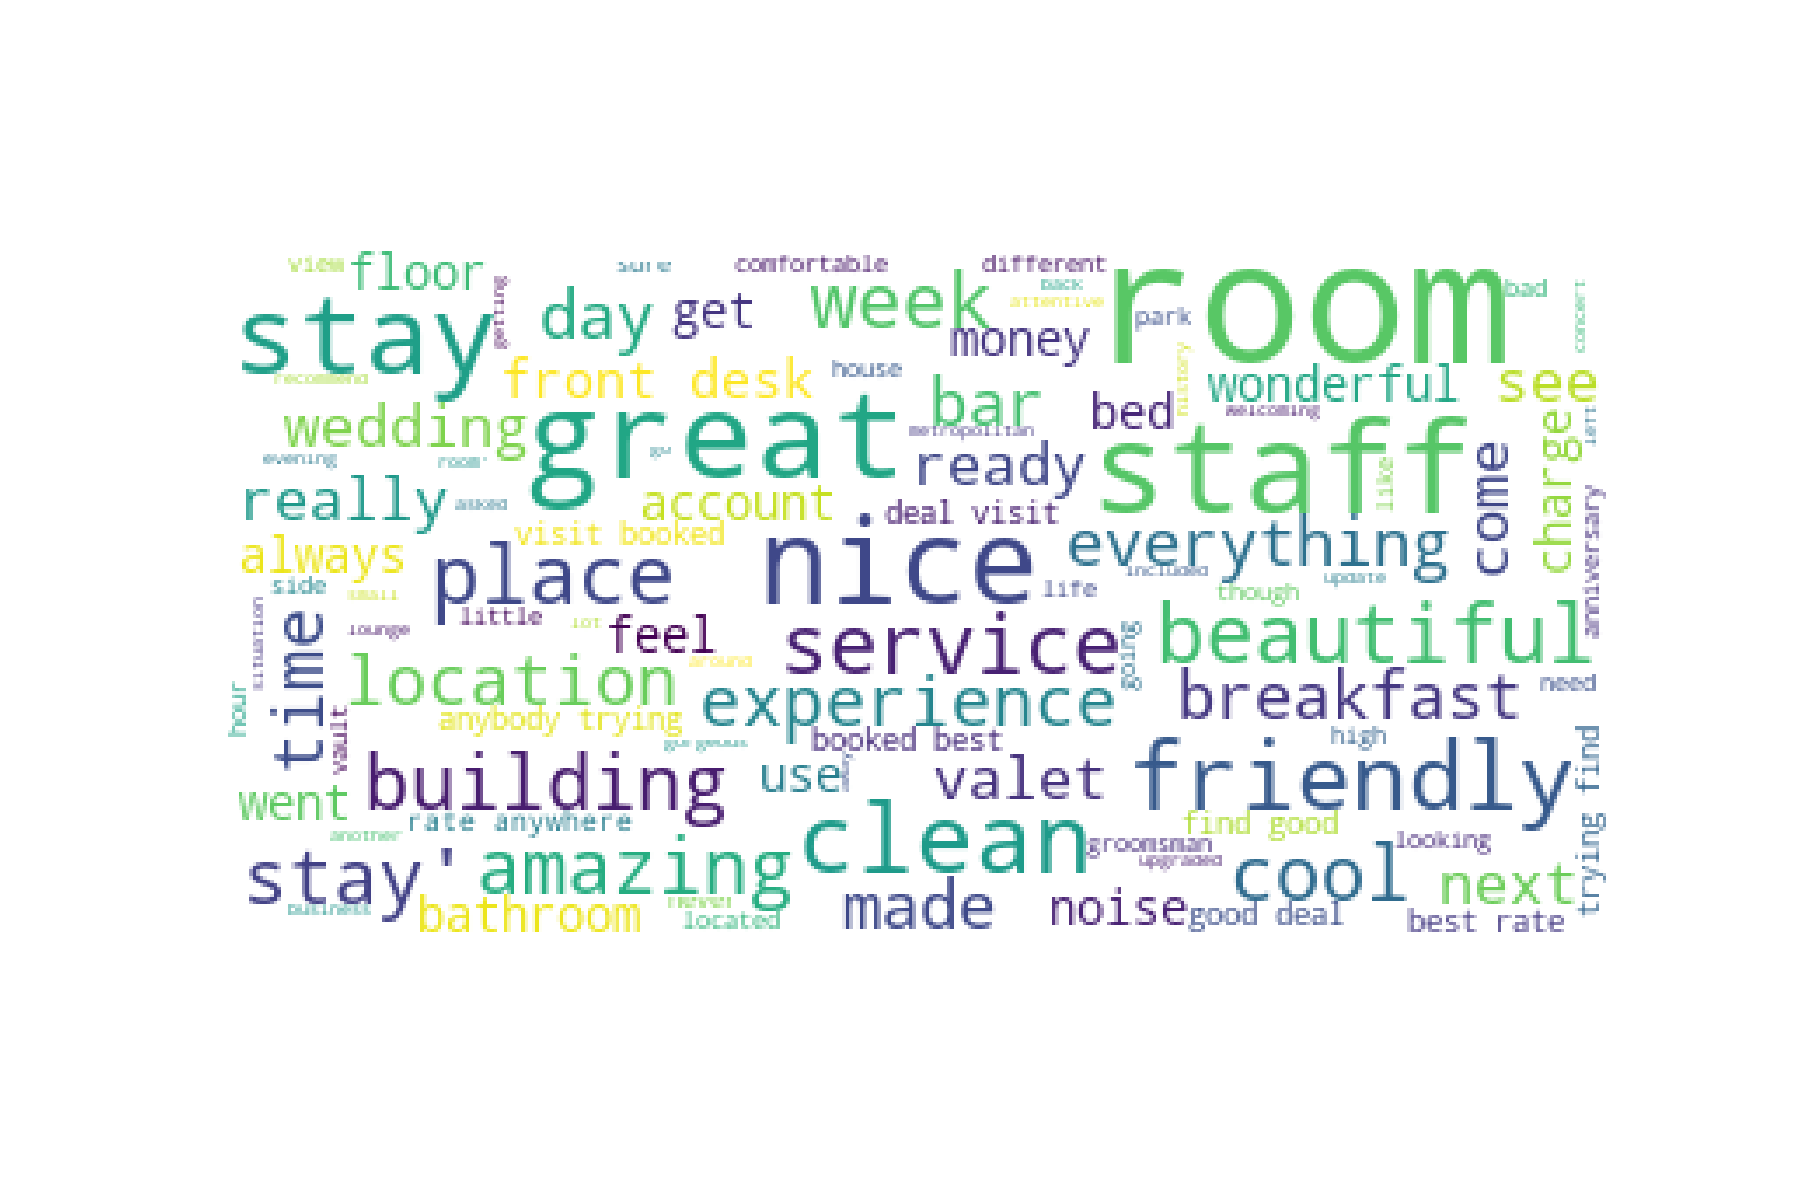 view
floor
sure
comfortable
different
room
bad
concert
back
attentive
getting
stay
day
get
week
money
park
history
recommend
front desk
house
wonderful
see
wedding
great
bar
bed
welcoming
charge
left
metropolitan
evening
room'
ready
staff
like
come
really
asked
account
deal visit
anniversary
visit booked
always
place
nice
everything
included
update
side
small
life
though
situation
time
lounge
little
lot
feel
service
going
beautiful
around
location
hour
vault
experience
breakfast
need
anybody trying
gorgeous
booked best
high
building
use
valet
friendly
trying find
went
rate anywhere
another
clean
find good
groomsman
looking
upgraded
stay'
amazing
cool
next
business
bathroom
located
made
noise
good deal
best rate